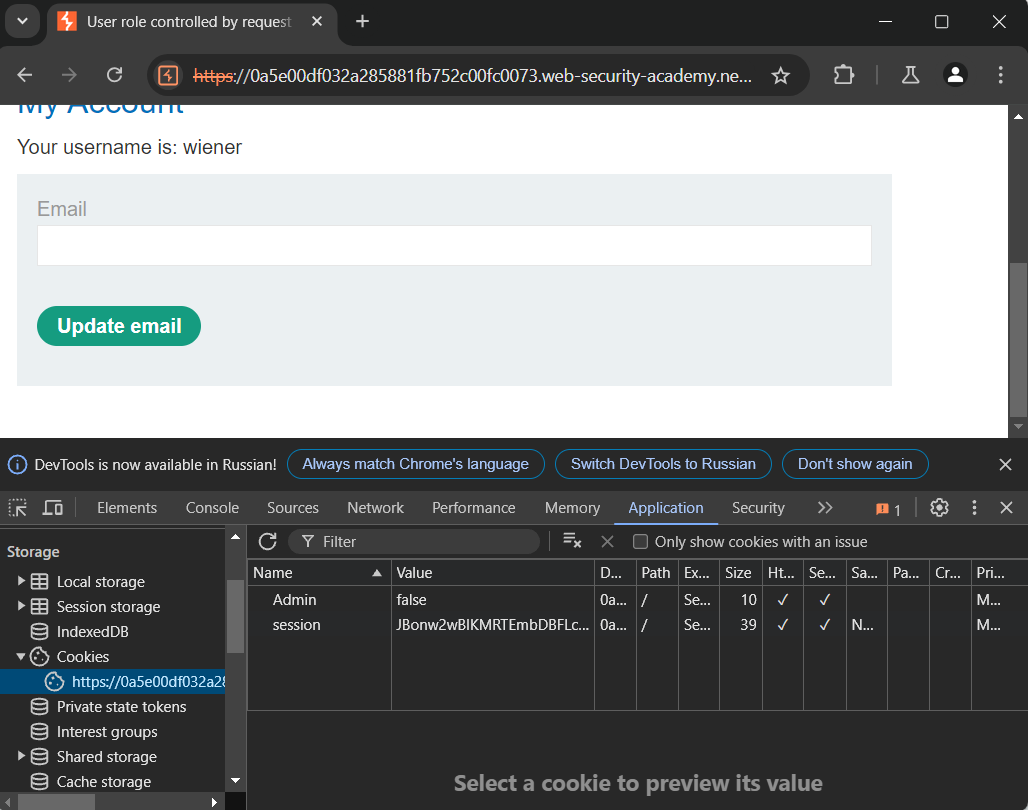 User role controlled by request
https://0a5e00df032a285881fb752c00fc0073.web-security-academy.ne...
My Account
Your username is: wiener
Email
Update email
DevTools is now available in Russian!
Always match Chrome's language
Switch DevTools to Russian
Don't show again
Elements
Console
Sources
Network
Performance
Memory
Application
Security
1
Storage
Local storage
Session storage
IndexedDB
Cookies
https://0a5e00df032a28
Private state tokens
Interest groups
Shared storage
Cache storage
Filter
Only show cookies with an issue
Name Value D... Path Ex... Size Ht... Se... Sa... Pa... Cr... Pri...
Admin false 0a... / Se... 10 ✓ ✓ M...
session JBonw2wBIKMRTEmbDBFLc... 0a... / Se... 39 ✓ ✓ N... M...
Select a cookie to preview its value